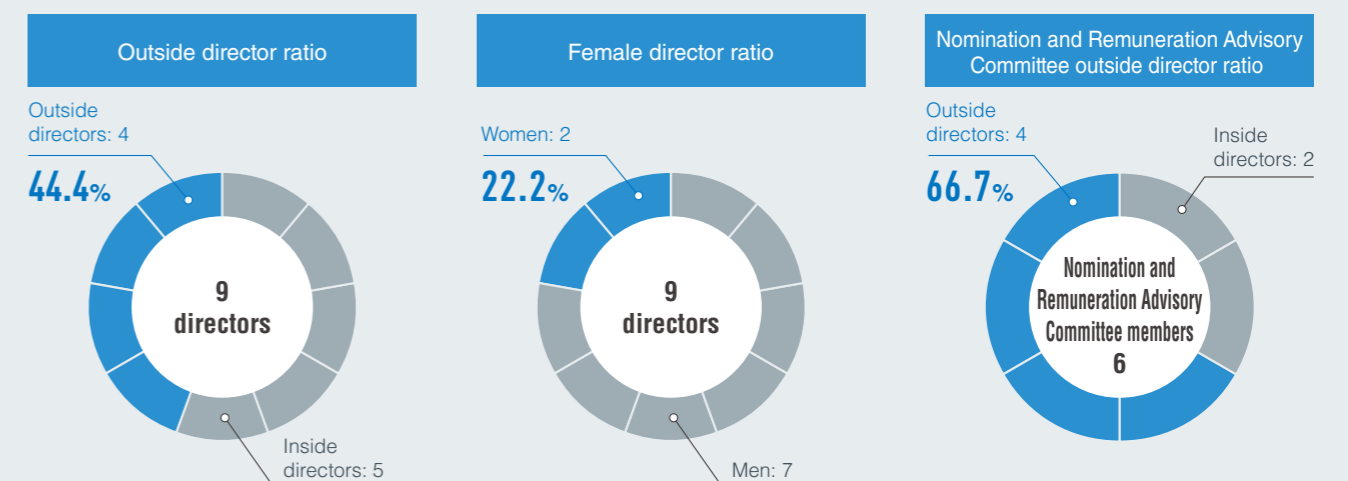 Outside director ratio
Outside
directors: 4
44.4%
9
directors
Inside
directors: 5
Female director ratio
Women: 2
22.2%
9
directors
Men: 7
Nomination and Remuneration Advisory
Committee outside director ratio
Outside
directors: 4
66.7%
Inside
directors: 2
Nomination and
Remuneration Advisory
Committee members
6